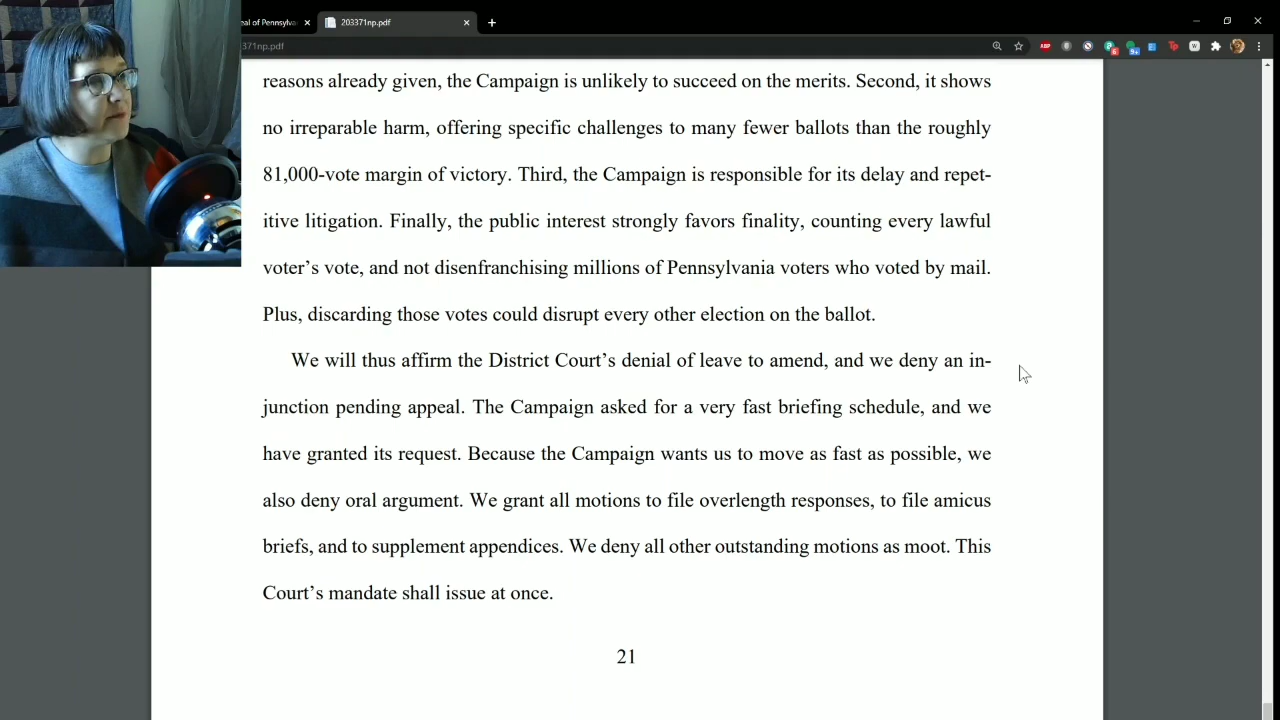 eal of Pennsylva
203371np.pdf
371np.pdf
reasons already given, the Campaign is unlikely to succeed on the merits. Second, it shows
no irreparable harm, offering specific challenges to many fewer ballots than the roughly
81,000-vote margin of victory. Third, the Campaign is responsible for its delay and repet-
itive litigation. Finally, the public interest strongly favors finality, counting every lawful
voter's vote, and not disenfranchising millions of Pennsylvania voters who voted by mail.
Plus, discarding those votes could disrupt every other election on the ballot.
We will thus affirm the District Court's denial of leave to amend, and we deny an in-
junction pending appeal. The Campaign asked for a very fast briefing schedule, and we
have granted its request. Because the Campaign wants us to move as fast as possible, we
also deny oral argument. We grant all motions to file overlength responses, to file amicus
briefs, and to supplement appendices. We deny all other outstanding motions as moot. This
Court's mandate shall issue at once.
21